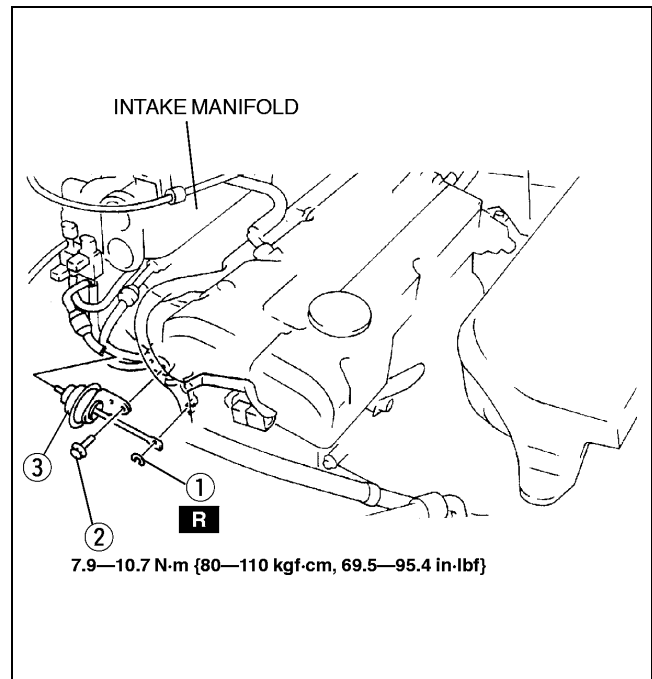 INTAKE MANIFOLD
3
1
R
2
7.9—10.7 N·m {80—110 kgf·cm, 69.5—95.4 in·lbf}